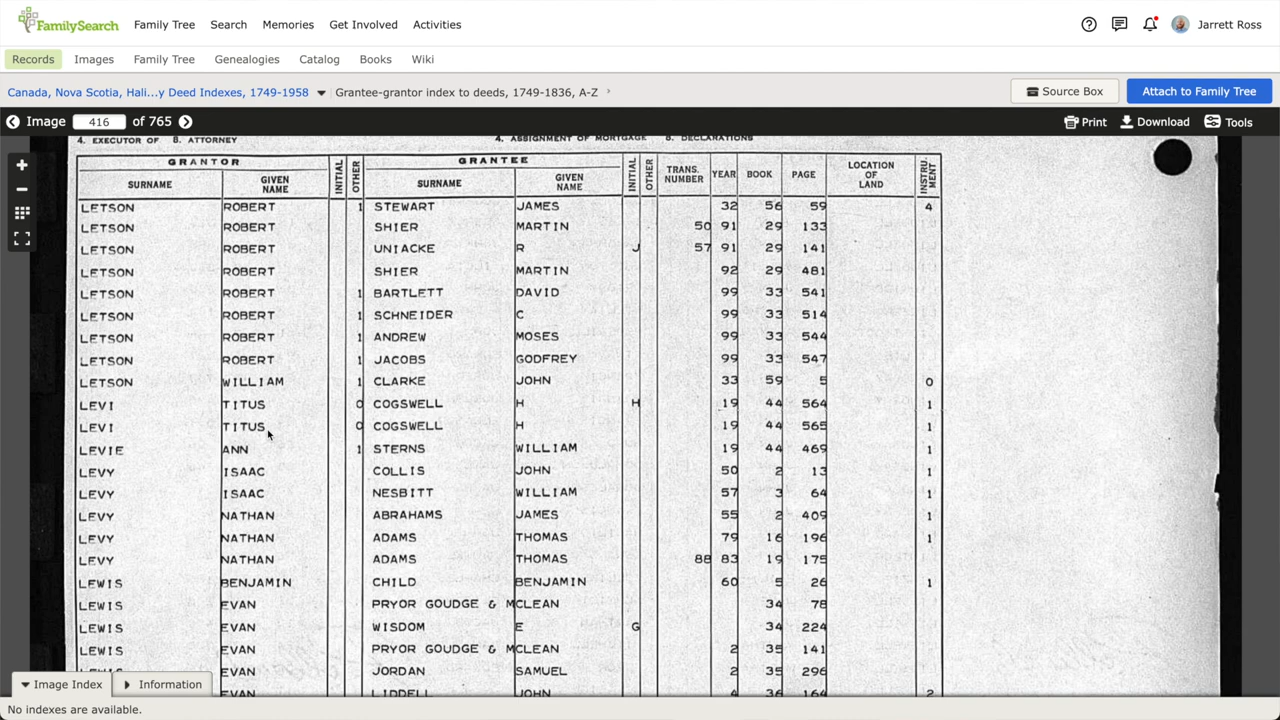 FamilySearch Family Tree Search Memories Get Involved Activities Jarrett Ross
Records Images Family Tree Genealogies Catalog Books Wiki
Canada, Nova Scotia, Hali...y Deed Indexes, 1749-1958 Grantee-grantor index to deeds, 1749-1836, A-Z Source Box Attach to Family Tree
Image 416 of 765 Print Download Tools
4. EXECUTOR OF 8. ATTORNEY 4. ASSIGNMENT OF MORTGAGE DECLARATIONS
GRANTOR INITIAL OTHER GRANTEE INITIAL OTHER TRANS. NUMBER YEAR BOOK PAGE LOCATION OF LAND INSTRU. MENT
SURNAME GIVEN NAME SURNAME GIVEN NAME
LETSON ROBERT 1 STEWART JAMES 32 56 59 4
LETSON ROBERT SHIER MARTIN 50 91 29 133
LETSON ROBERT UNIACKE R J 57 91 29 141
LETSON ROBERT SHIER MARTIN 92 29 481
LETSON ROBERT 1 BARTLETT DAVID 99 33 541
LETSON ROBERT 1 SCHNEIDER C 99 33 514
LETSON ROBERT 1 ANDREW MOSES 99 33 544
LETSON ROBERT 1 JACOBS GODFREY 99 33 547
LETSON WILLIAM 1 CLARKE JOHN 33 59 5 0
LEVI TITUS 0 COGSWELL H H 19 44 564 1
LEVI TITUS 0 COGSWELL H 19 44 565 1
LEVIE ANN 1 STERNS WILLIAM 19 44 469 1
LEVY ISAAC COLLIS JOHN 50 2 13 1
LEVY ISAAC NESBITT WILLIAM 57 3 64 1
LEVY NATHAN ABRAHAMS JAMES 55 2 409 1
LEVY NATHAN ADAMS THOMAS 79 16 196 1
LEVY NATHAN ADAMS THOMAS 88 83 19 175
LEWIS BENJAMIN CHILD BENJAMIN 60 5 26 1
LEWIS EVAN PRYOR GOUDGE & MCLEAN 34 78
LEWIS EVAN WISDOM E G 34 224
LEWIS EVAN PRYOR GOUDGE & MCLEAN 2 35 141
EVAN JORDAN SAMUEL 2 35 296
EVAN LIDDELL JOHN 4 36 164 2
Image Index Information
No indexes are available.